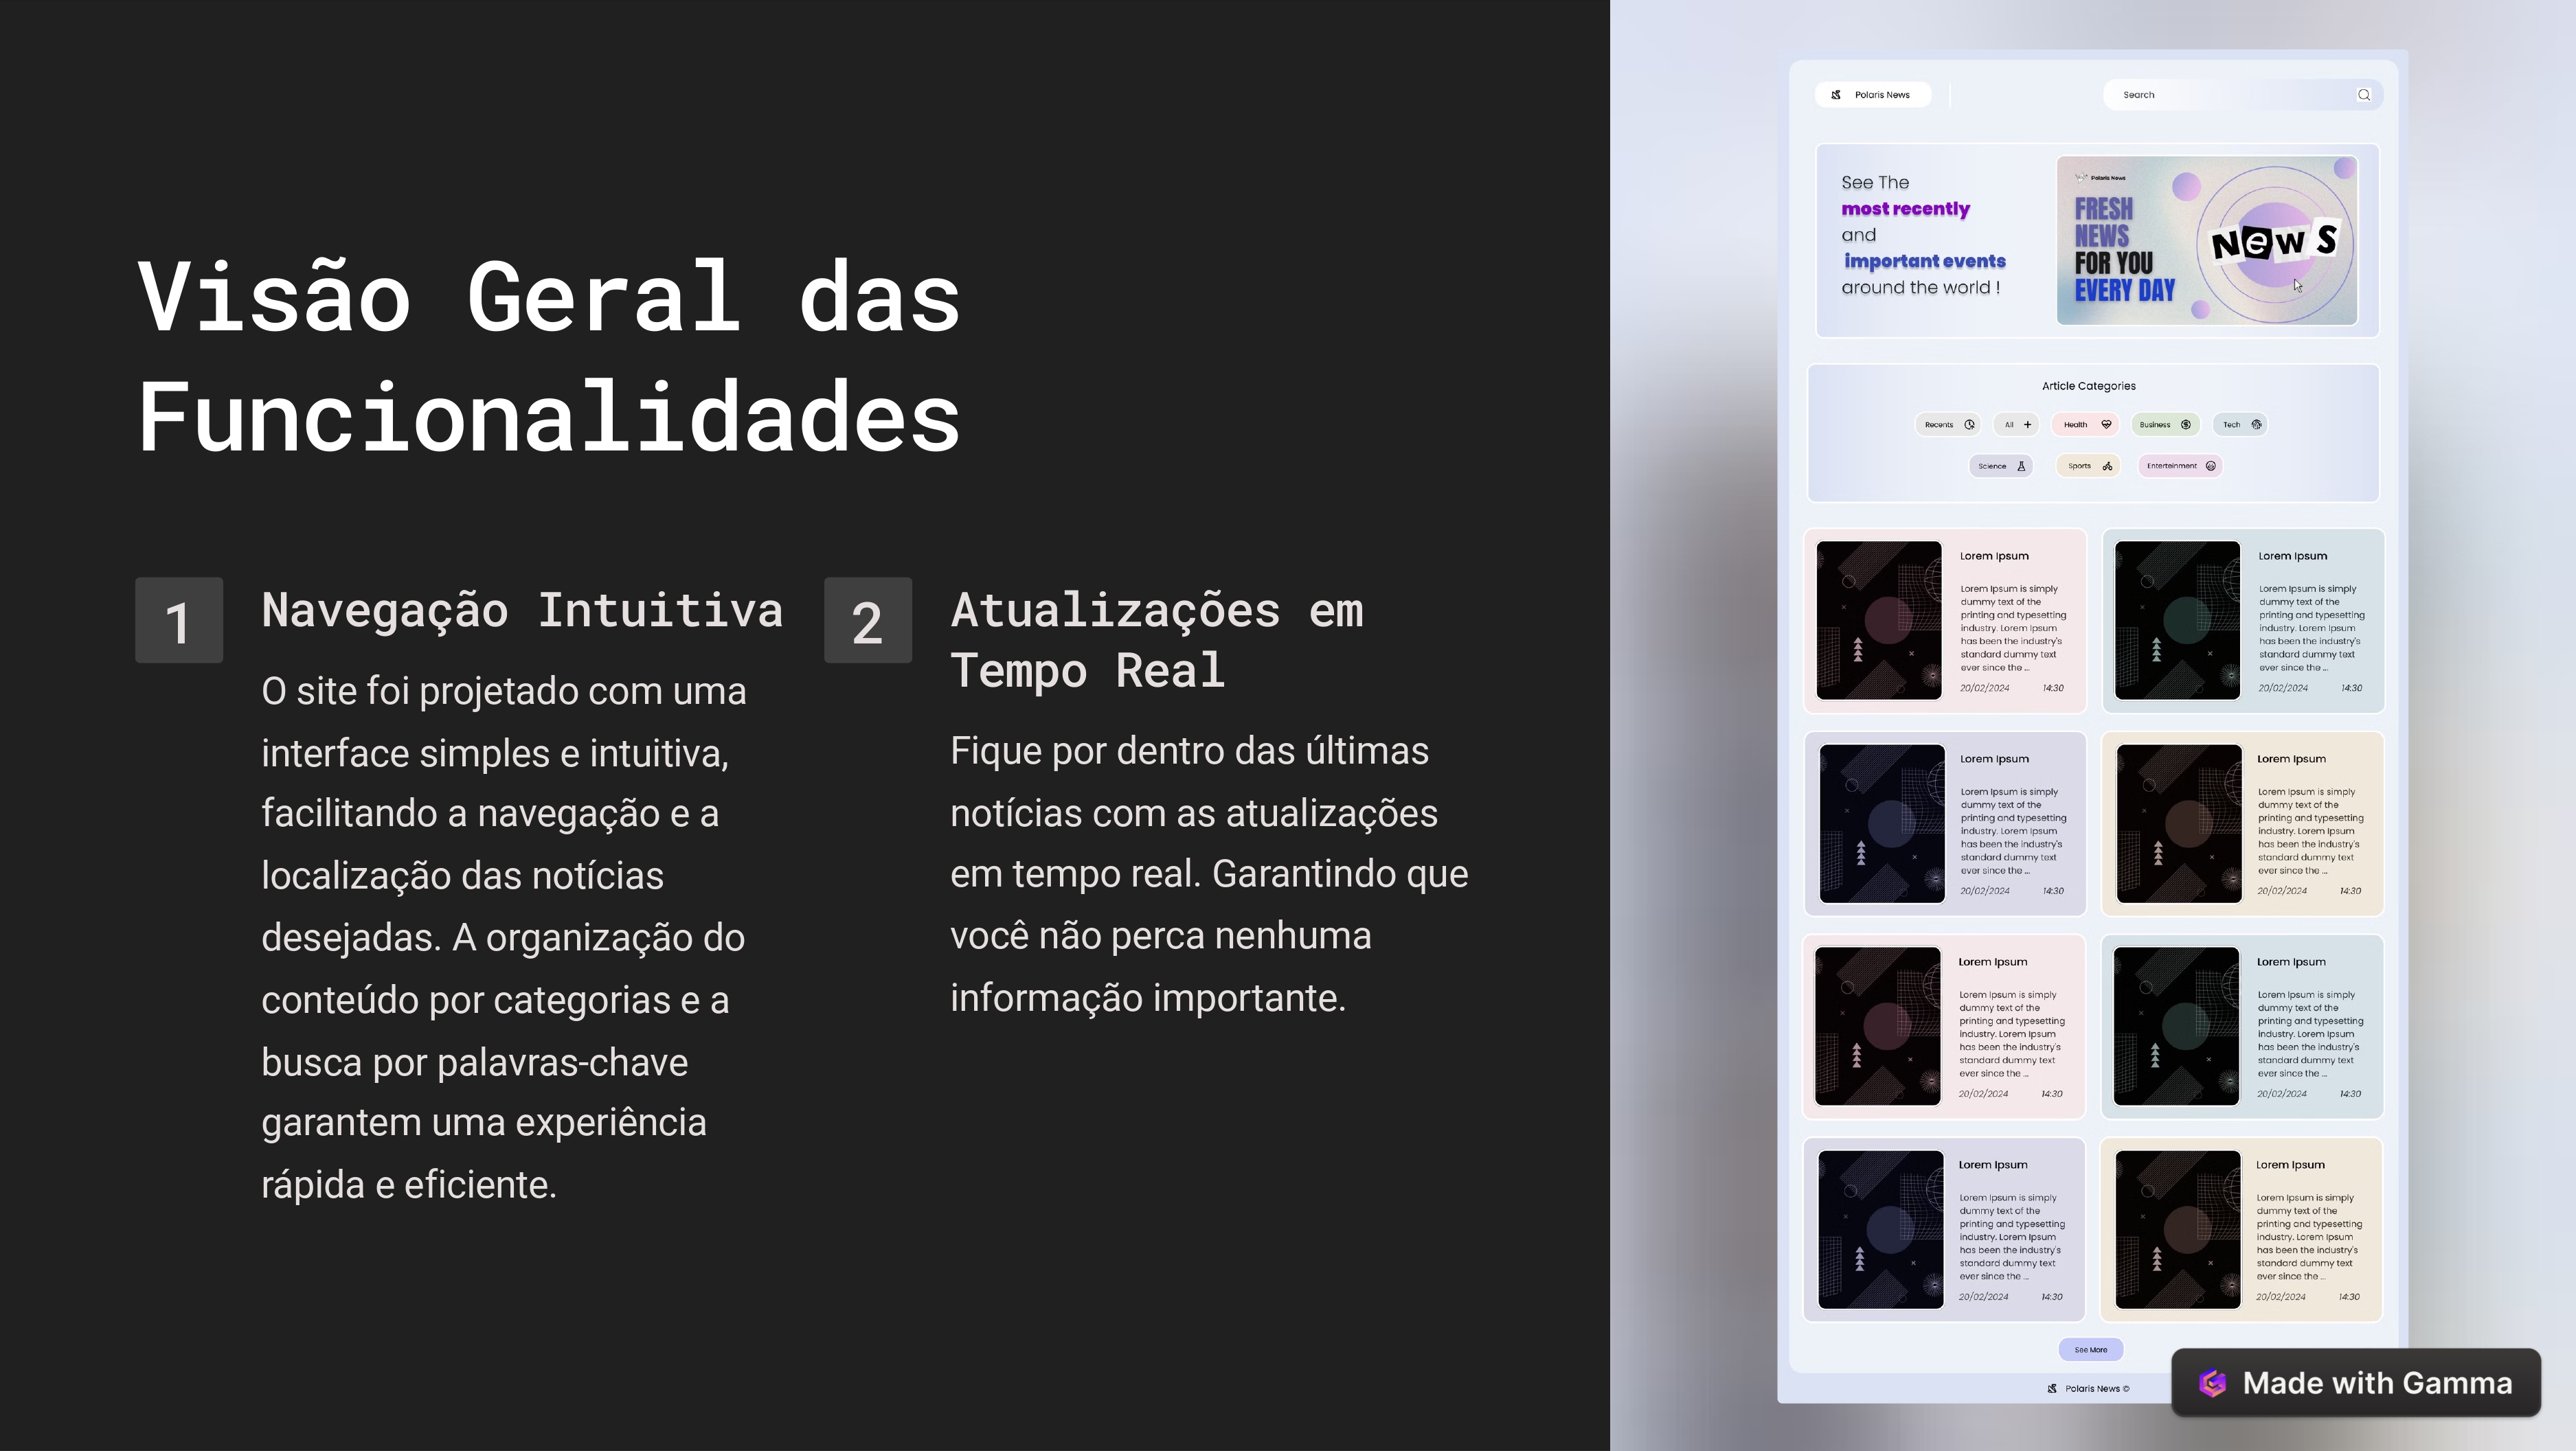 Visão Geral das
Funcionalidades
1
Navegação Intuitiva
O site foi projetado com uma
interface simples e intuitiva,
facilitando a navegação e a
localização das notícias
desejadas. A organização do
conteúdo por categorias e a
busca por palavras-chave
garantem uma experiência
rápida e eficiente.
2
Atualizações em
Tempo Real
Fique por dentro das últimas
notícias com as atualizações
em tempo real. Garantindo que
você não perca nenhuma
informação importante.
Polaris News
Search
See The
most recently
and
important events
around the world !
Polaris News
FRESH
NEWS
FOR YOU
EVERY DAY
NeWS
Article Categories
Recents All Health Business Tech
Science Sports Enterteinment
Lorem Ipsum
Lorem Ipsum is simply
dummy text of the
printing and typesetting
industry. Lorem Ipsum
has been the industry's
standard dummy text
ever since the ...
20/02/2024 14:30
Lorem Ipsum
Lorem Ipsum is simply
dummy text of the
printing and typesetting
industry. Lorem Ipsum
has been the industry's
standard dummy text
ever since the ...
20/02/2024 14:30
Lorem Ipsum
Lorem Ipsum is simply
dummy text of the
printing and typesetting
industry. Lorem Ipsum
has been the industry's
standard dummy text
ever since the ...
20/02/2024 14:30
Lorem Ipsum
Lorem Ipsum is simply
dummy text of the
printing and typesetting
industry. Lorem Ipsum
has been the industry's
standard dummy text
ever since the ...
20/02/2024 14:30
Lorem Ipsum
Lorem Ipsum is simply
dummy text of the
printing and typesetting
industry. Lorem Ipsum
has been the industry's
standard dummy text
ever since the ...
20/02/2024 14:30
Lorem Ipsum
Lorem Ipsum is simply
dummy text of the
printing and typesetting
industry. Lorem Ipsum
has been the industry's
standard dummy text
ever since the ...
20/02/2024 14:30
Lorem Ipsum
Lorem Ipsum is simply
dummy text of the
printing and typesetting
industry. Lorem Ipsum
has been the industry's
standard dummy text
ever since the ...
20/02/2024 14:30
Lorem Ipsum
Lorem Ipsum is simply
dummy text of the
printing and typesetting
industry. Lorem Ipsum
has been the industry's
standard dummy text
ever since the ...
20/02/2024 14:30
See More
Polaris News ©
Made with Gamma